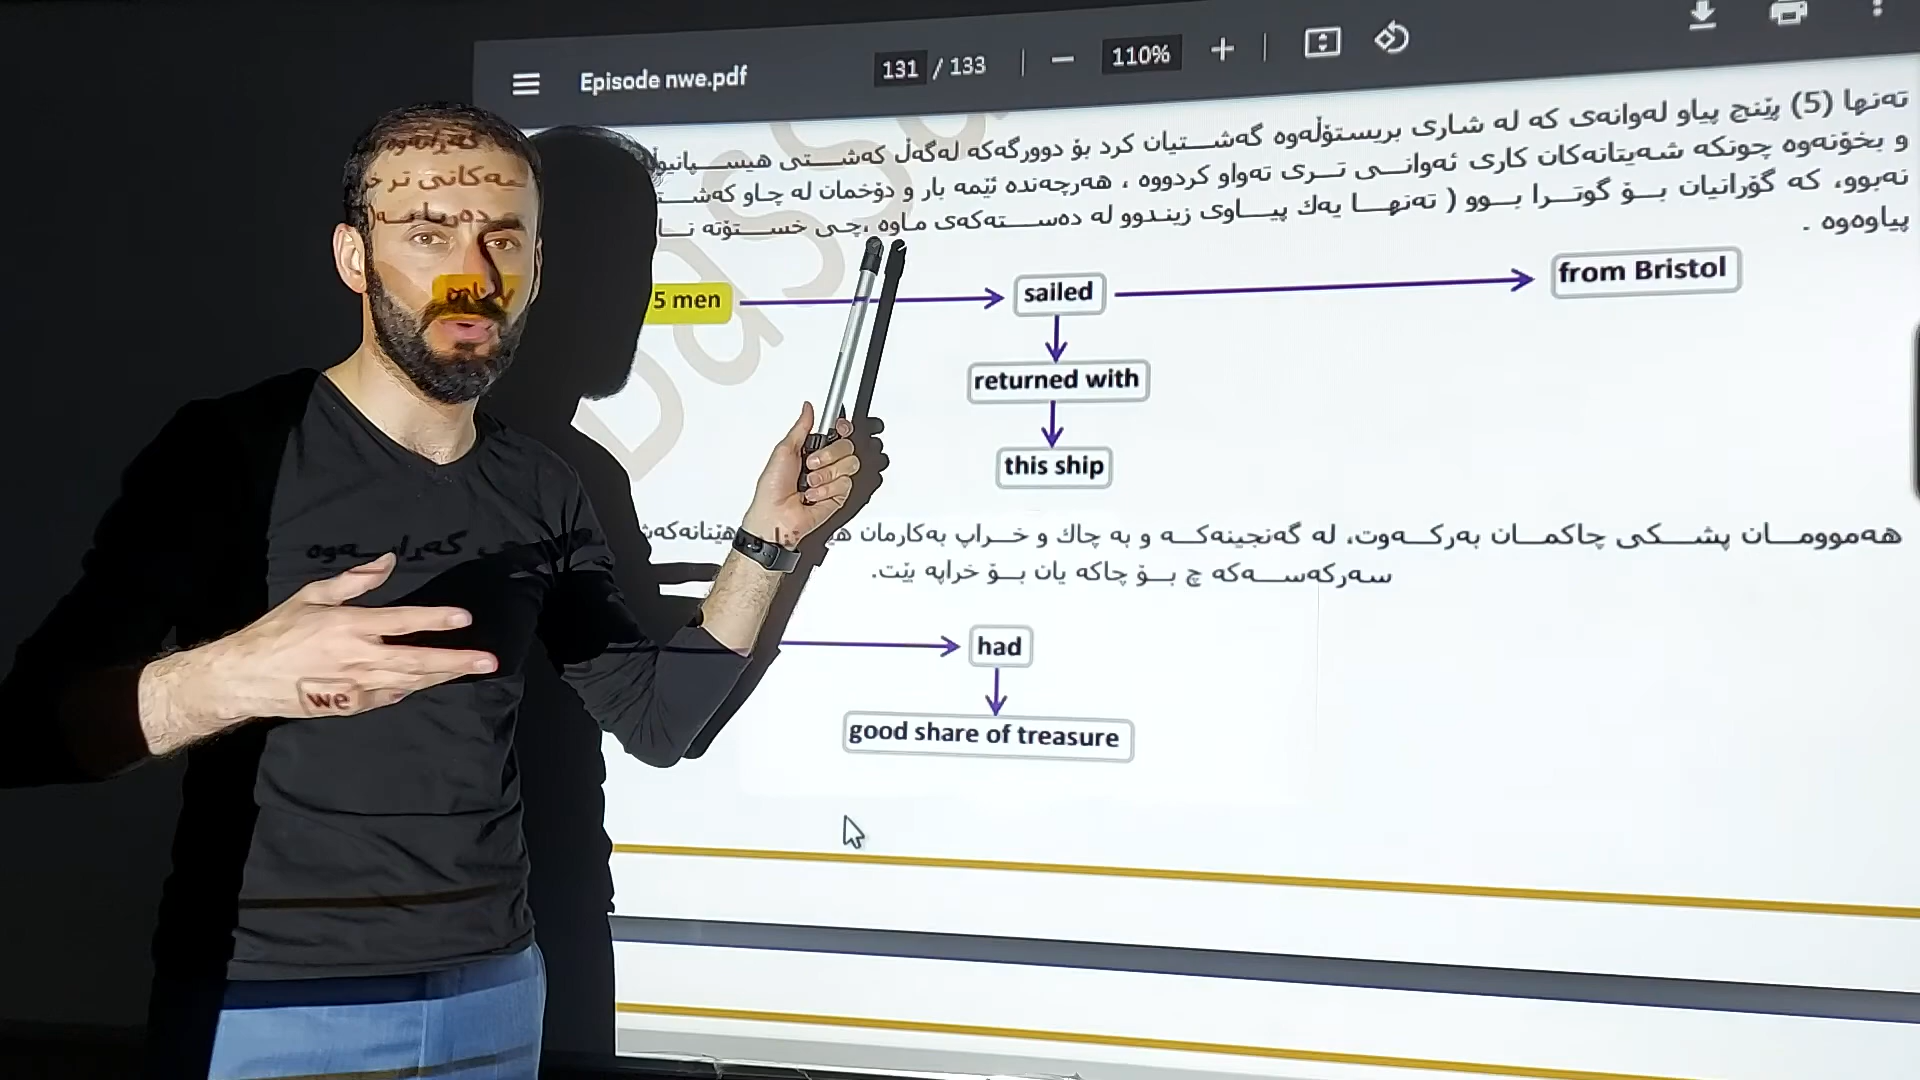 Episode nwe.pdf 131 / 133 110%
تەنها (5) پێنج پیاو لەوانەی کە لە شاری بریستۆڵەوە گەشتیان کرد بۆ دوورگەکە لەگەڵ کەشتی
و بخۆنەوە چونکە شەیتانەکان کاری ئەوانی تری تەواو کردووە ، هەرچەندە ئێمە بار و دۆخمان لە چاو
نەبوو، کە گۆرانیان بۆ گوترا بوو ( تەنها یەك پیاوی زیندوو لە دەستەکەی ماوە ،چی خستۆتە
پیاوەوە .
only 5 men sailed from Bristol
returned with
this ship
هەموومان پشکی چاکمان بەرکەوت، لە گەنجینەکە و بە چاك و خراپ بەکارمان
سەرکەسەکە چ بۆ چاکە یان بۆ خراپە بێت.
we had
good share of treasure